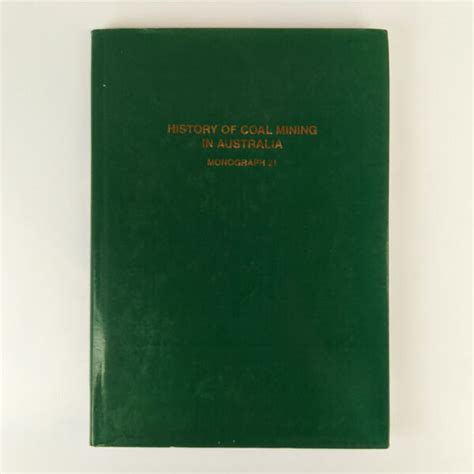 HISTORY OF COAL MINING
IN AUSTRALIA
MONOGRAPH 21